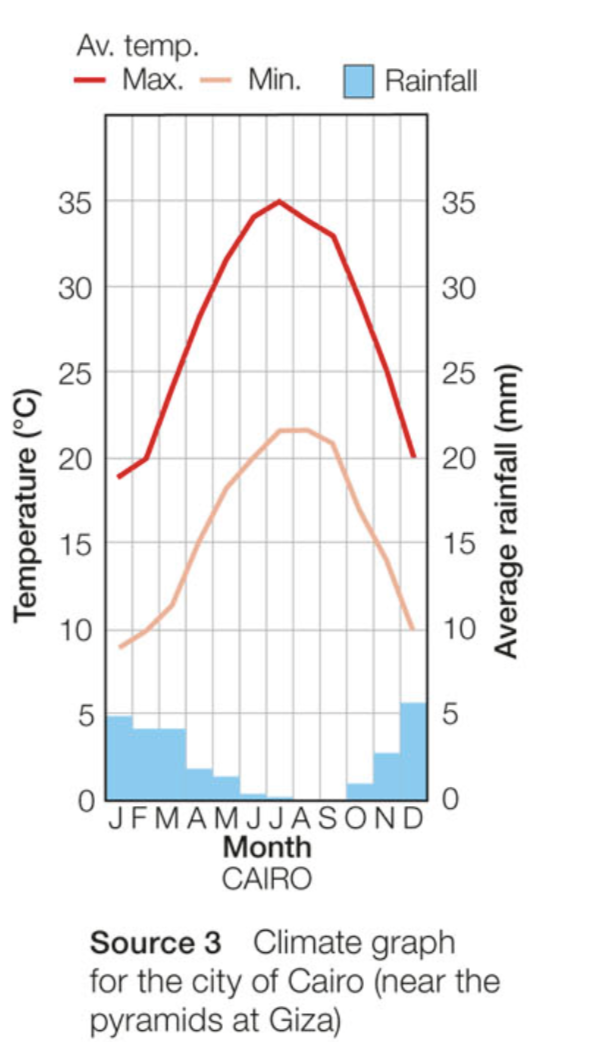 Av. temp.
Max. Min. Rainfall
35 35
30 30
25 25
20 20
15 15
10 10
5 5
0 0
Temperature (°C)
Average rainfall (mm)
J F M A M J J A S O N D
Month
CAIRO
Source 3 Climate graph
for the city of Cairo (near the
pyramids at Giza)